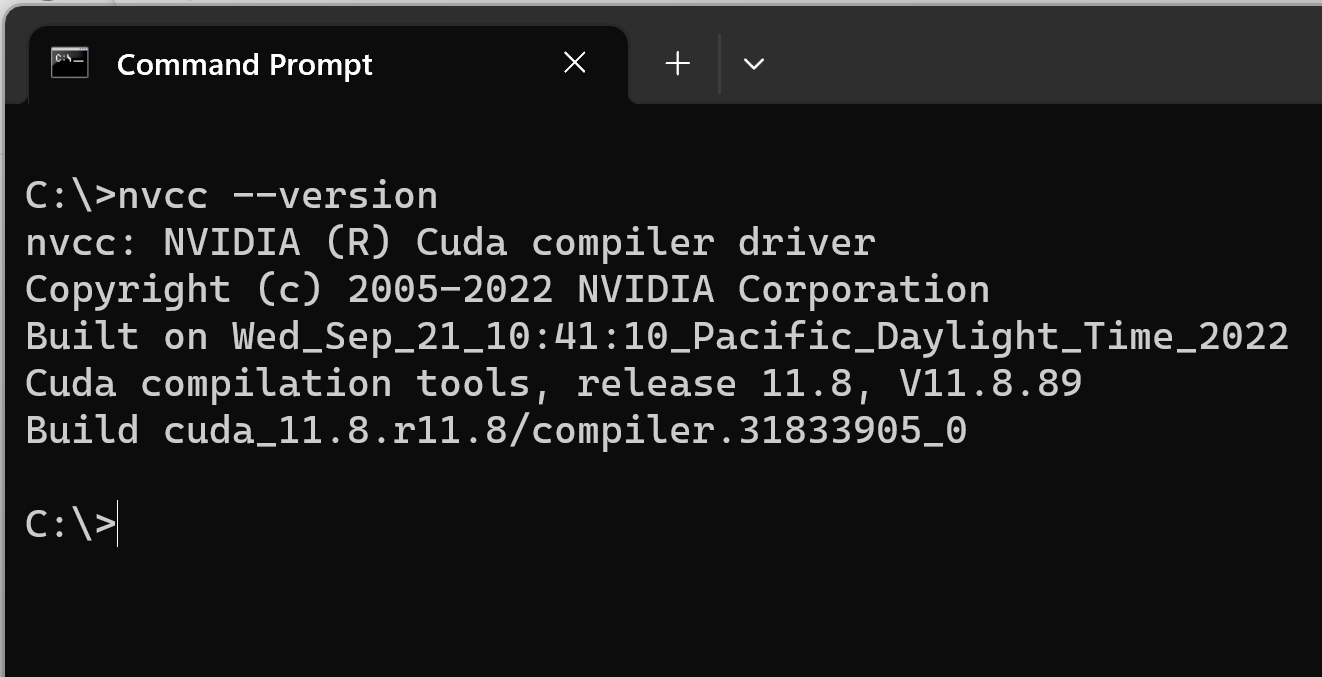 Command Prompt
C:\>nvcc --version
nvcc: NVIDIA (R) Cuda compiler driver
Copyright (c) 2005-2022 NVIDIA Corporation
Built on Wed_Sep_21_10:41:10_Pacific_Daylight_Time_2022
Cuda compilation tools, release 11.8, V11.8.89
Build cuda_11.8.r11.8/compiler.31833905_0
C:\>